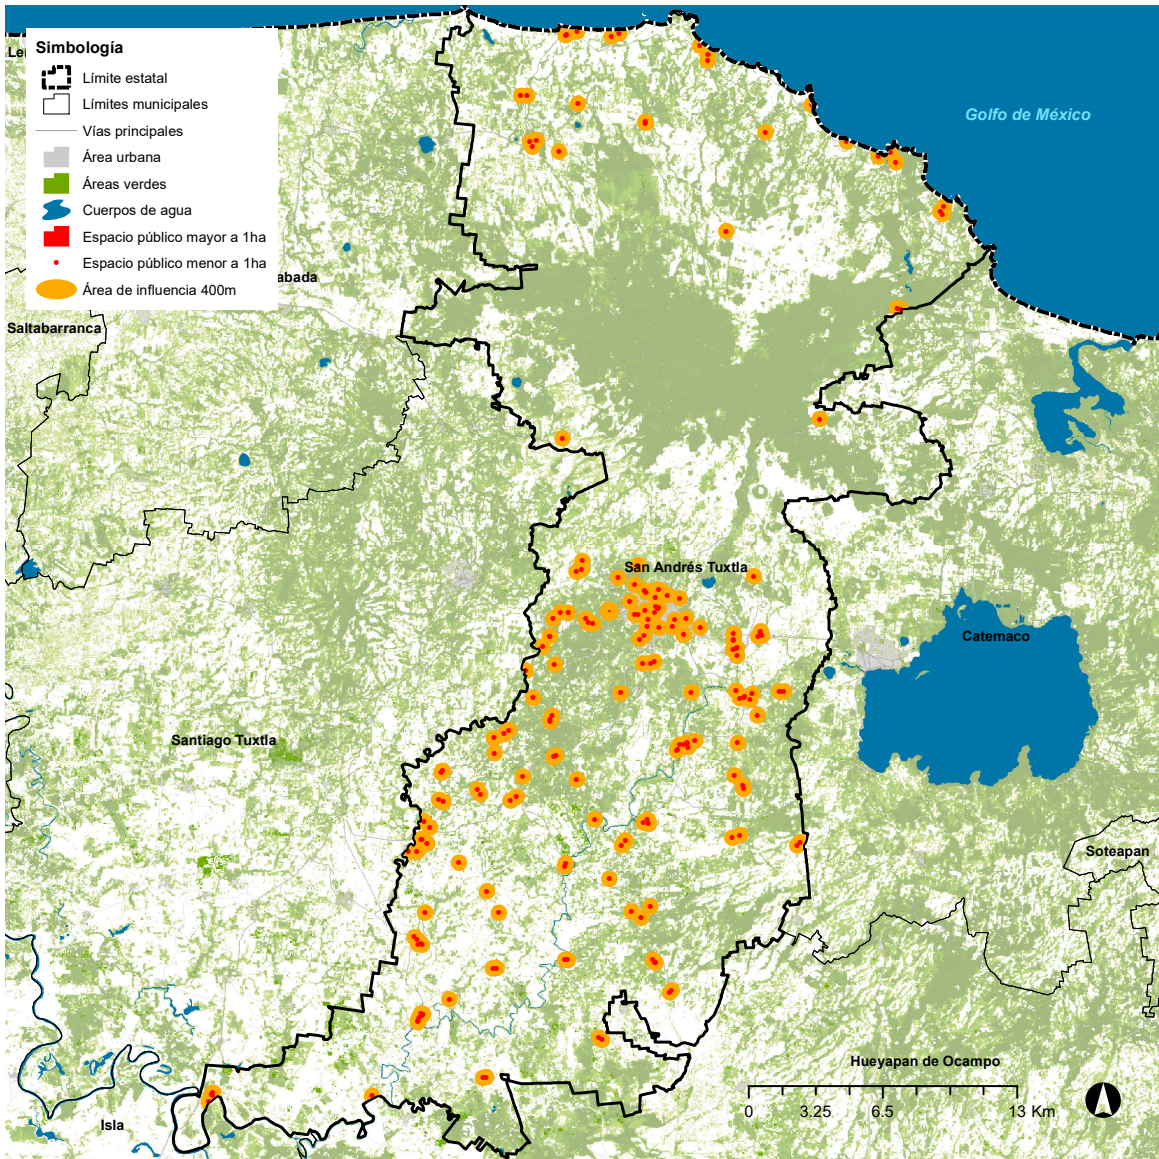 Simbología
Límite estatal
Límites municipales
Vías principales
Área urbana
Áreas verdes
Cuerpos de agua
Espacio público mayor a 1ha
Espacio público menor a 1ha
Área de influencia 400m
Golfo de México
Saltabarranca
San Andrés Tuxtla
Catemaco
Santiago Tuxtla
Soteapan
Hueyapan de Ocampo
Isla
0 3.25 6.5 13 Km